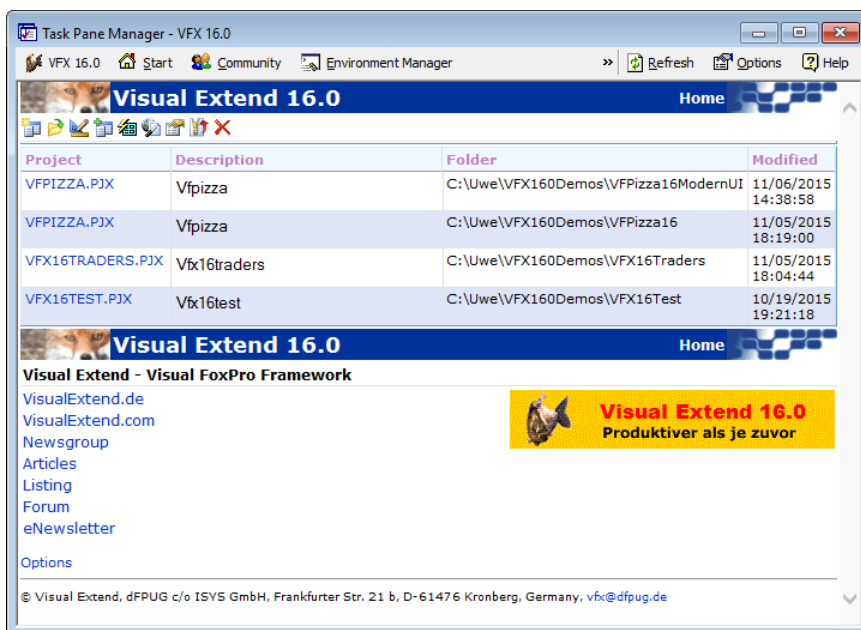 Task Pane Manager - VFX 16.0
VFX 16.0 Start Community Environment Manager » Refresh Options Help
Visual Extend 16.0 Home
Project Description Folder Modified
VFPIZZA.PJX Vfpizza C:\Uwe\VFX160Demos\VFPizza16ModernUI 11/06/2015
14:38:58
VFPIZZA.PJX Vfpizza C:\Uwe\VFX160Demos\VFPizza16 11/05/2015
18:19:00
VFX16TRADERS.PJX Vfx16traders C:\Uwe\VFX160Demos\VFX16Traders 11/05/2015
18:04:44
VFX16TEST.PJX Vfx16test C:\Uwe\VFX160Demos\VFX16Test 10/19/2015
19:21:18
Visual Extend 16.0 Home
Visual Extend - Visual FoxPro Framework
VisualExtend.de
VisualExtend.com
Newsgroup
Articles
Listing
Forum
eNewsletter
Visual Extend 16.0
Produktiver als je zuvor
Options
© Visual Extend, dFPUG c/o ISYS GmbH, Frankfurter Str. 21 b, D-61476 Kronberg, Germany, vfx@dfpug.de